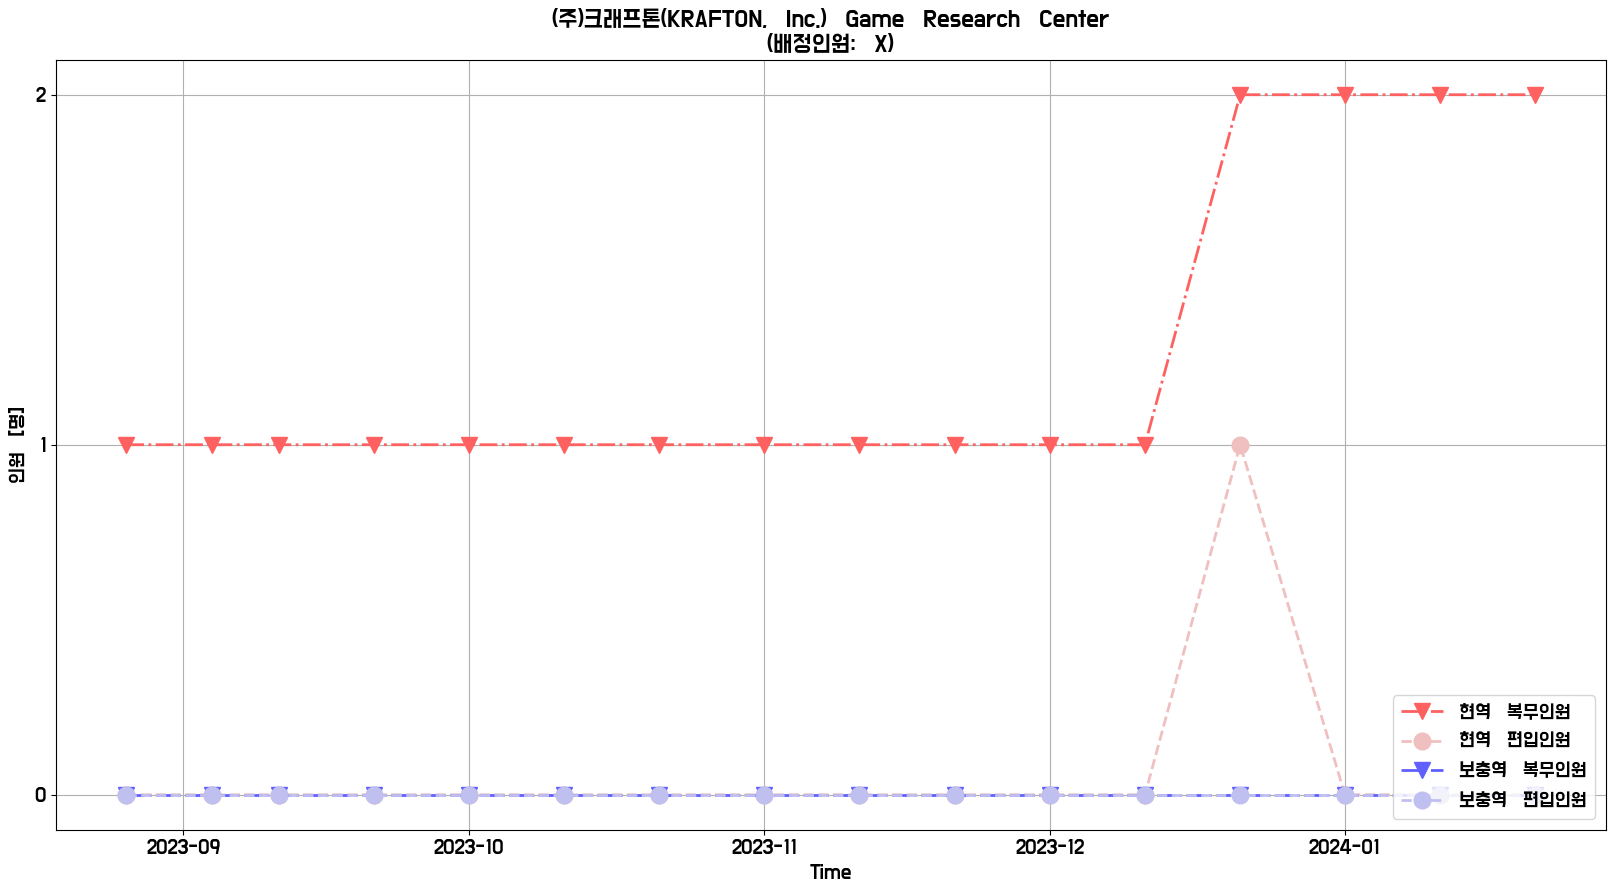 (주)크래프톤(KRAFTON, Inc.) Game Research Center
(배정인원: X)
2
1
0
인원 [명]
2023-09 2023-10 2023-11 2023-12 2024-01
Time
현역 복무인원
현역 편입인원
보충역 복무인원
보충역 편입인원